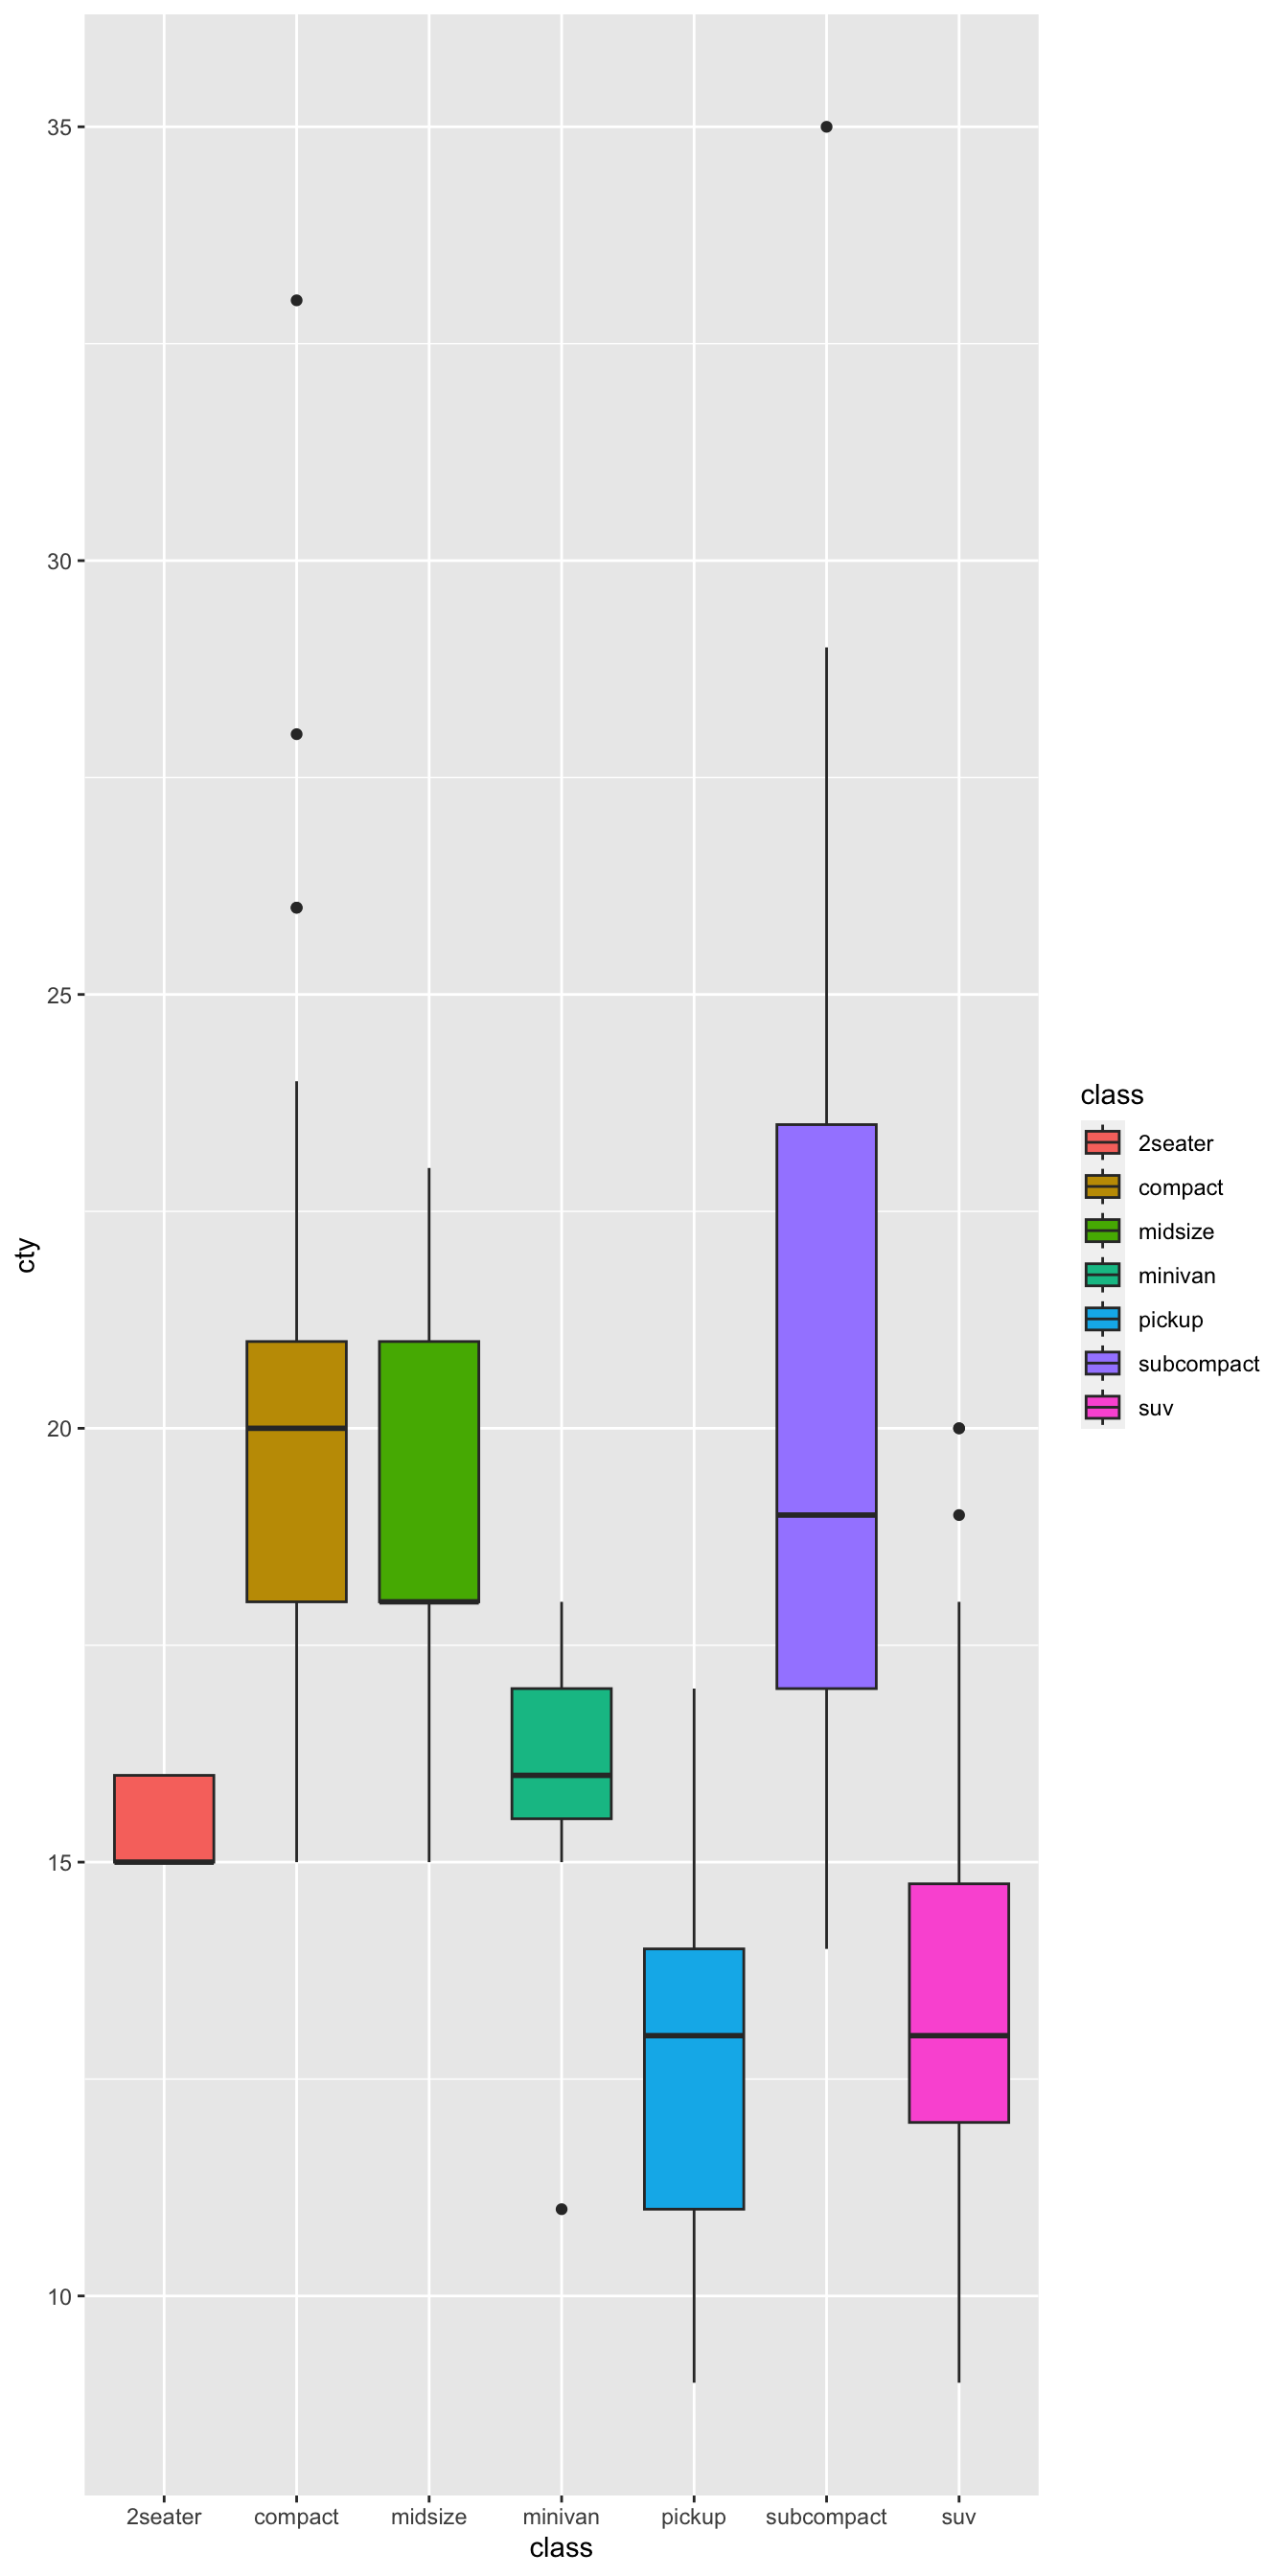 35
30
25
20
15
10
cty
2seater compact midsize minivan pickup subcompact suv
class
class
2seater
compact
midsize
minivan
pickup
subcompact
suv